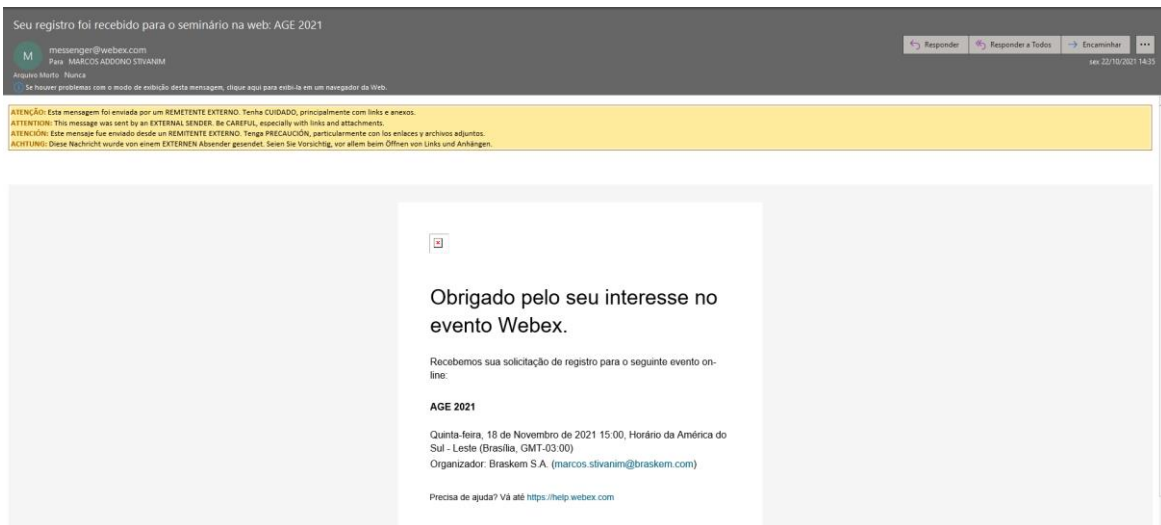 Seu registro foi recebido para o seminário na web: AGE 2021
M
messenger@webex.com
Para MARCOS ADDONO STIVANIM
Arquivo Morto Nunca
Se houver problemas com o modo de exibição desta mensagem, clique aqui para exibi-la em um navegador da Web.
Responder
Responder a Todos
Encaminhar
sex 22/10/2021 14:35
ATENÇÃO: Esta mensagem foi enviada por um REMETENTE EXTERNO. Tenha CUIDADO, principalmente com links e anexos.
ATTENTION: This message was sent by an EXTERNAL SENDER. Be CAREFUL, especially with links and attachments.
ATENCIÓN: Este mensaje fue enviado desde un REMITENTE EXTERNO. Tenga PRECAUCIÓN, particularmente con los enlaces y archivos adjuntos.
ACHTUNG: Diese Nachricht wurde von einem EXTERNEN Absender gesendet. Seien Sie Vorsichtig, vor allem beim Öffnen von Links und Anhängen.
Obrigado pelo seu interesse no
evento Webex.
Recebemos sua solicitação de registro para o seguinte evento on-
line:
AGE 2021
Quinta-feira, 18 de Novembro de 2021 15:00, Horário da América do
Sul - Leste (Brasília, GMT-03:00)
Organizador: Braskem S.A. (marcos.stivanim@braskem.com)
Precisa de ajuda? Vá até https://help.webex.com